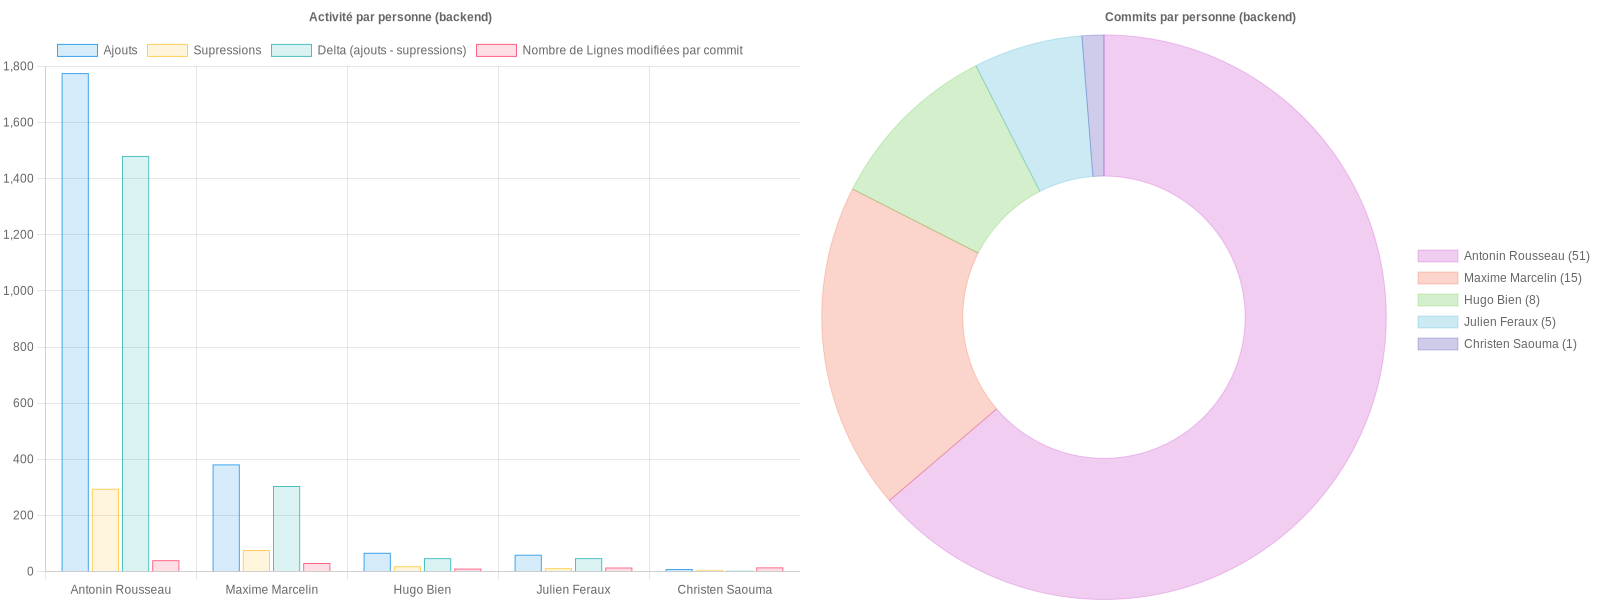 Activité par personne (backend)
Ajouts
Supressions
Delta (ajouts - supressions)
Nombre de Lignes modifiées par commit
1,800
1,600
1,400
1,200
1,000
800
600
400
200
0
Antonin Rousseau
Maxime Marcelin
Hugo Bien
Julien Feraux
Christen Saouma
Commits par personne (backend)
Antonin Rousseau (51)
Maxime Marcelin (15)
Hugo Bien (8)
Julien Feraux (5)
Christen Saouma (1)